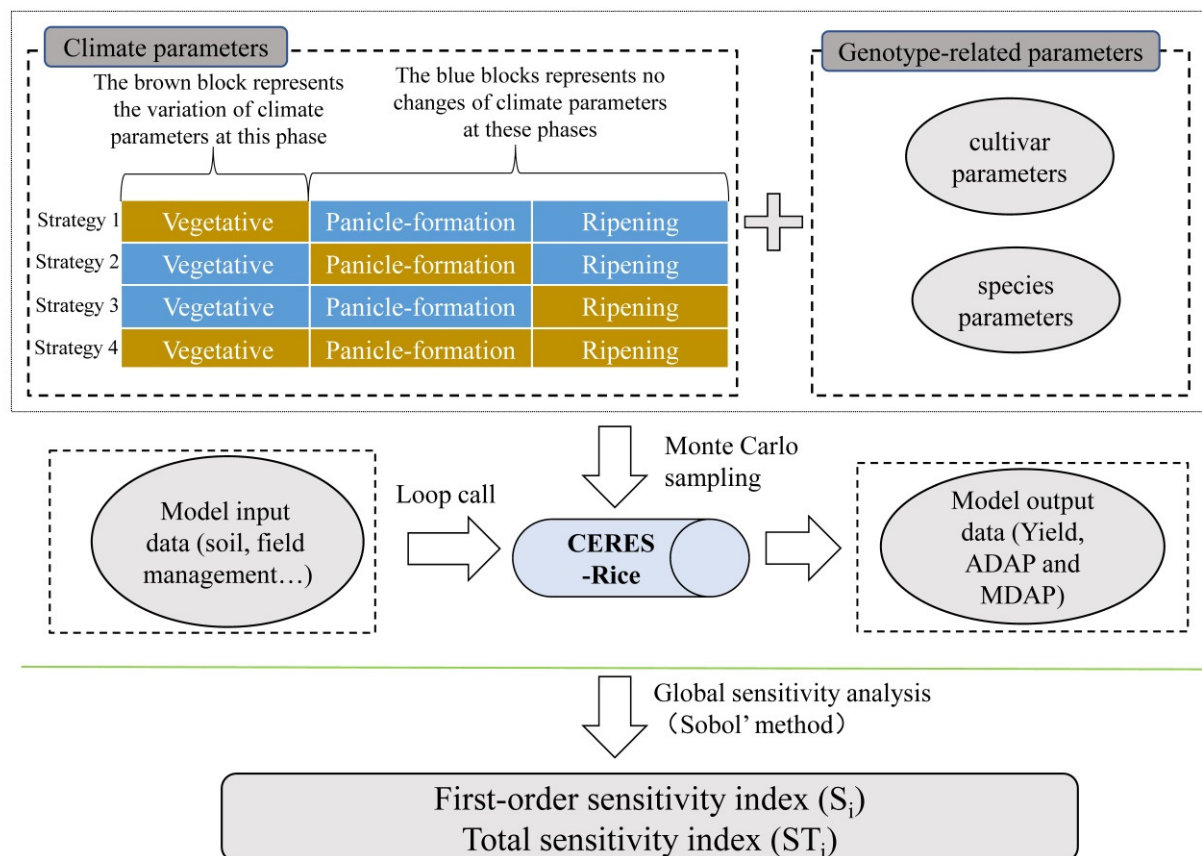 Climate parameters
The brown block represents
the variation of climate
parameters at this phase
The blue blocks represents no
changes of climate parameters
at these phases
Strategy 1 Vegetative Panicle-formation Ripening
Strategy 2 Vegetative Panicle-formation Ripening
Strategy 3 Vegetative Panicle-formation Ripening
Strategy 4 Vegetative Panicle-formation Ripening
Genotype-related parameters
cultivar
parameters
species
parameters
Monte Carlo
sampling
Model input
data (soil, field
management…)
Loop call
CERES
-Rice
Model output
data (Yield,
ADAP and
MDAP)
Global sensitivity analysis
（Sobol’ method）
First-order sensitivity index (Si)
Total sensitivity index (STi)